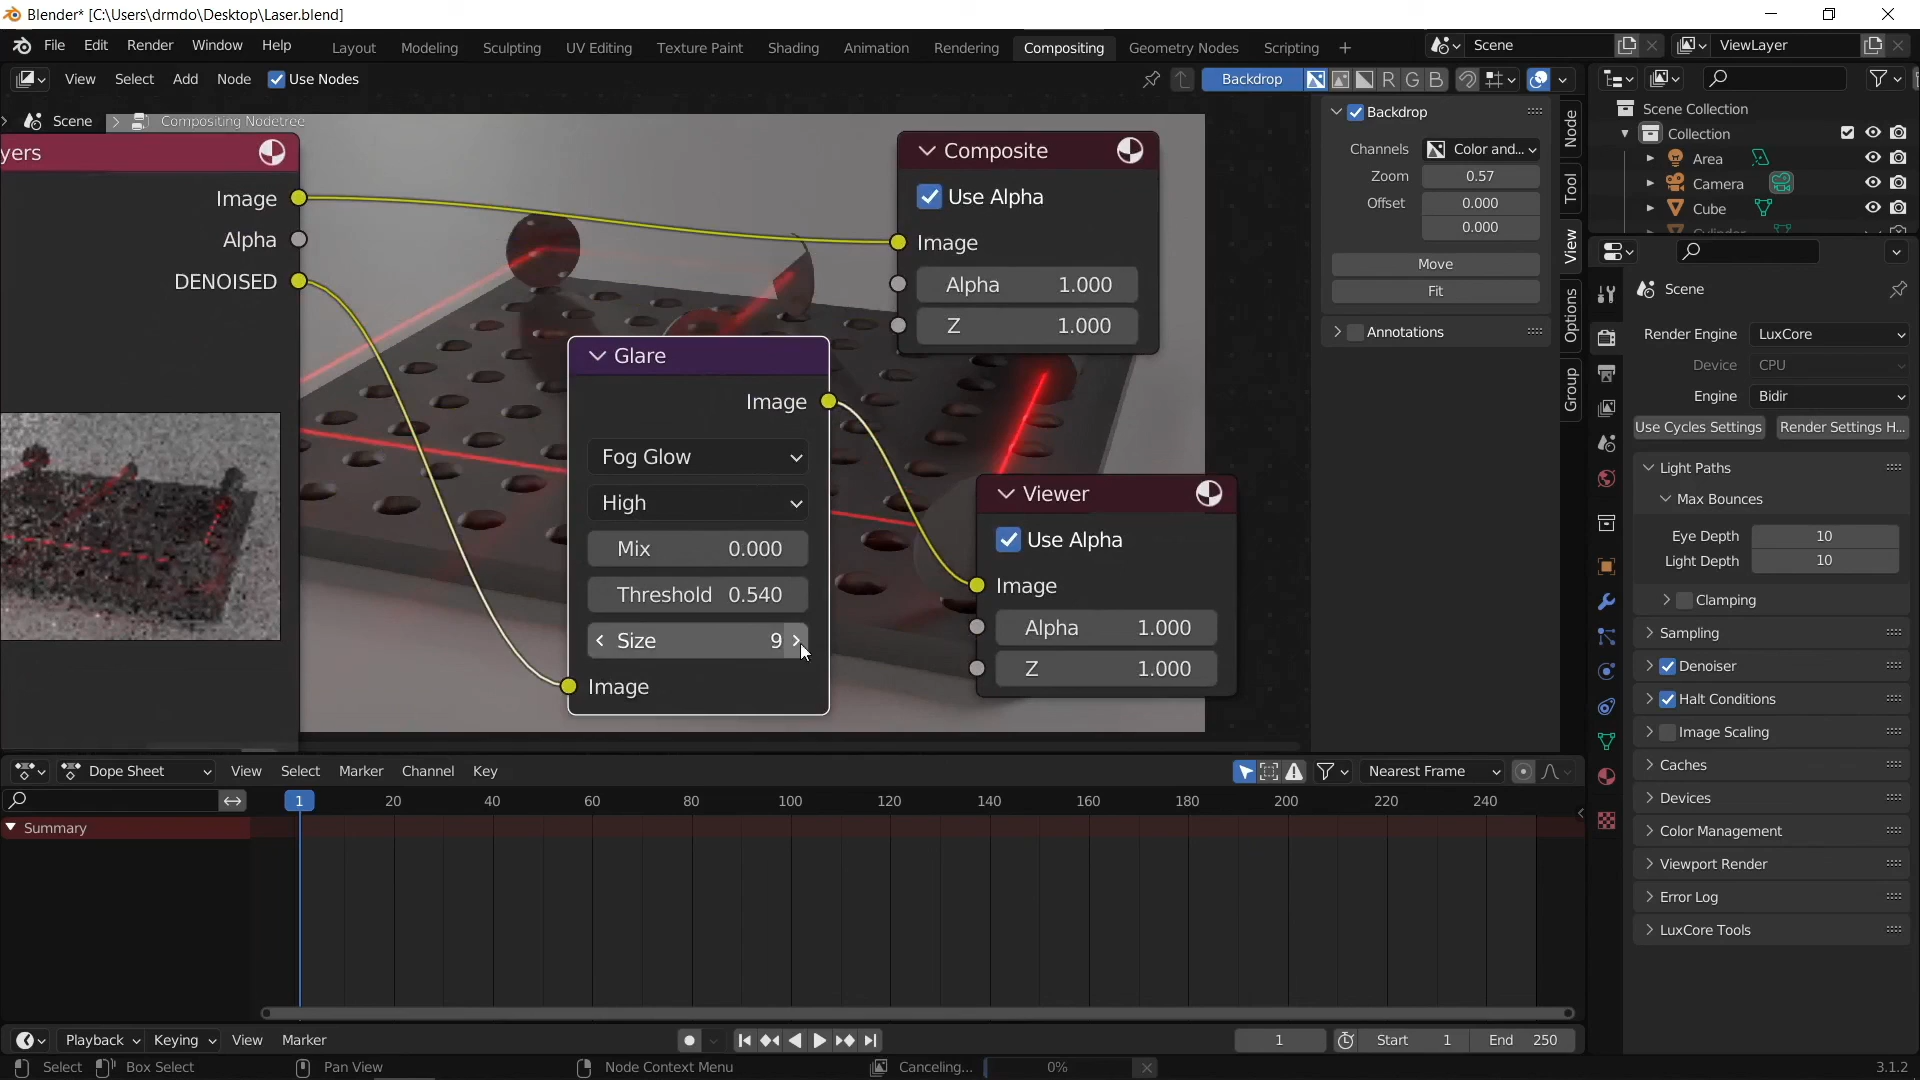 Blender* [C:\Users\drmdo\Desktop\Laser.blend]
File Edit Render Window Help
Layout Modeling Sculpting UV Editing Texture Paint Shading Animation Rendering Compositing Geometry Nodes Scripting +
Scene
ViewLayer
View Select Add Node Use Nodes
Backdrop
R G B
Scene > Compositing Nodetree
yers
Image
Alpha
DENOISED
Composite
Use Alpha
Image
Alpha 1.000
Z 1.000
Glare
Image
Fog Glow
High
Mix 0.000
Threshold 0.540
Size 9
Image
Viewer
Use Alpha
Image
Alpha 1.000
Z 1.000
Backdrop
Channels Color and...
Zoom 0.57
Offset 0.000
0.000
Move
Fit
Annotations
Node
Tool
View
Options
Group
Scene Collection
Collection
Area
Camera
Cube
Cylinder
Scene
Render Engine LuxCore
Device CPU
Engine Bidir
Use Cycles Settings Render Settings H...
Light Paths
Max Bounces
Eye Depth 10
Light Depth 10
Clamping
Sampling
Denoiser
Halt Conditions
Image Scaling
Caches
Devices
Color Management
Viewport Render
Error Log
LuxCore Tools
Dope Sheet View Select Marker Channel Key
Nearest Frame
1 20 40 60 80 100 120 140 160 180 200 220 240
Summary
Playback Keying View Marker
1 Start 1 End 250
Select Box Select Pan View Node Context Menu Canceling... 0% 3.1.2